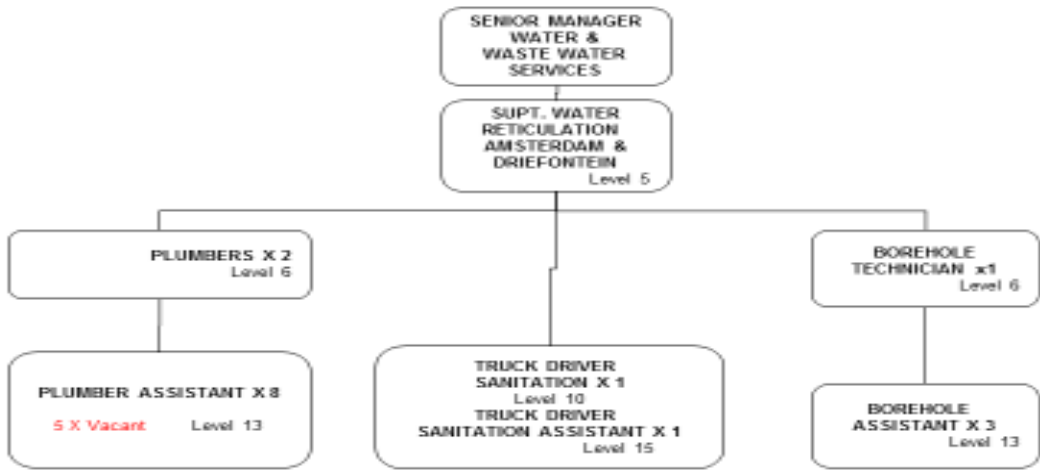 SENIOR MANAGER
WATER &
WASTE WATER
SERVICES
SUPT. WATER
RETICULATION
AMSTERDAM &
DRIEFONTEIN
Level 5
PLUMBERS X 2
Level 6
BOREHOLE
TECHNICIAN x1
Level 6
PLUMBER ASSISTANT X 8
5 X Vacant Level 13
TRUCK DRIVER
SANITATION X 1
Level 10
TRUCK DRIVER
SANITATION ASSISTANT X 1
Level 15
BOREHOLE
ASSISTANT X 3
Level 13